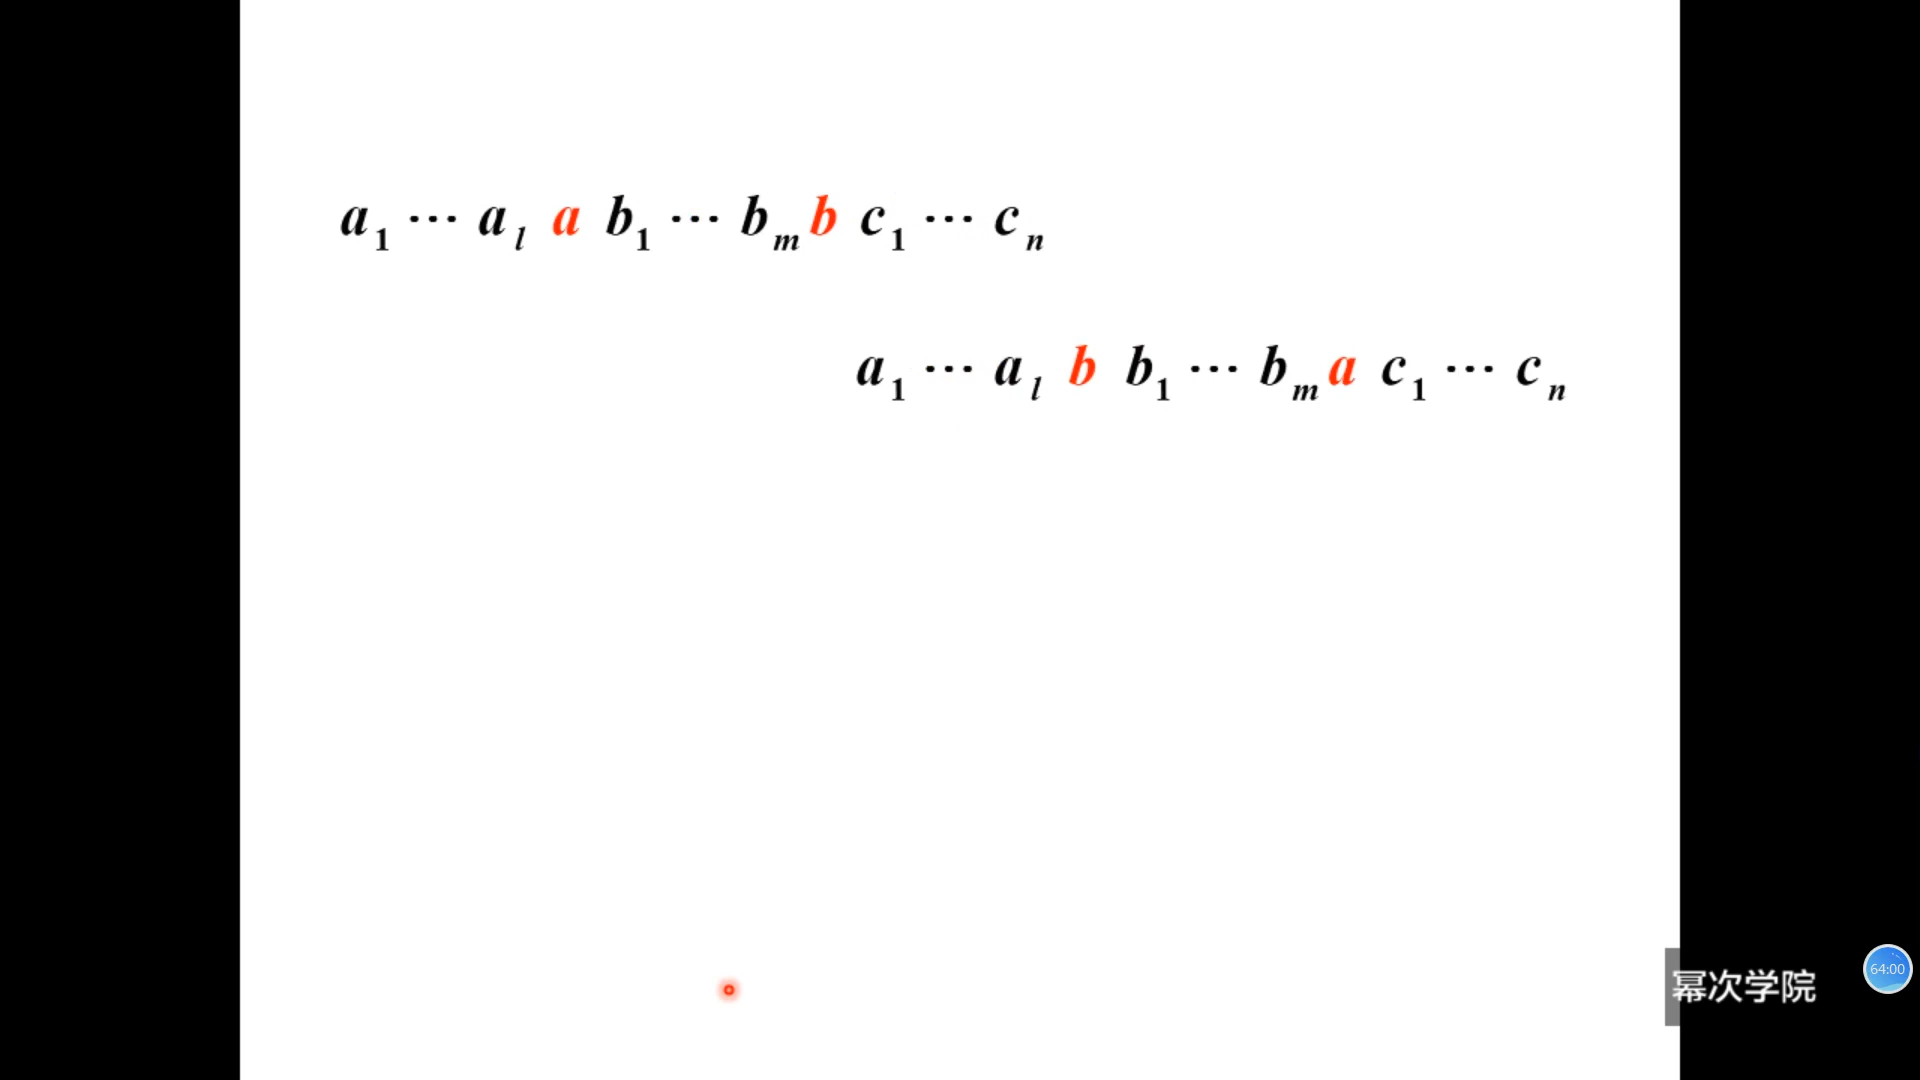 a₁ ⋯ aₗ a b₁ ⋯ bₘ b c₁ ⋯ cₙ
a₁ ⋯ aₗ b b₁ ⋯ bₘ a c₁ ⋯ cₙ
幂次学院
64:00